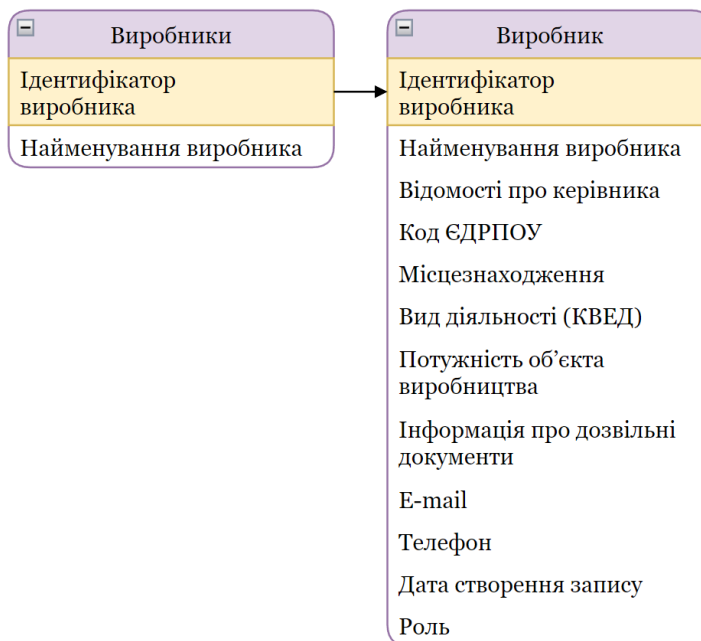 Виробники
Ідентифікатор
виробника
Найменування виробника
Виробник
Ідентифікатор
виробника
Найменування виробника
Відомості про керівника
Код ЄДРПОУ
Місцезнаходження
Вид діяльності (КВЕД)
Потужність об’єкта
виробництва
Інформація про дозвільні
документи
E-mail
Телефон
Дата створення запису
Роль